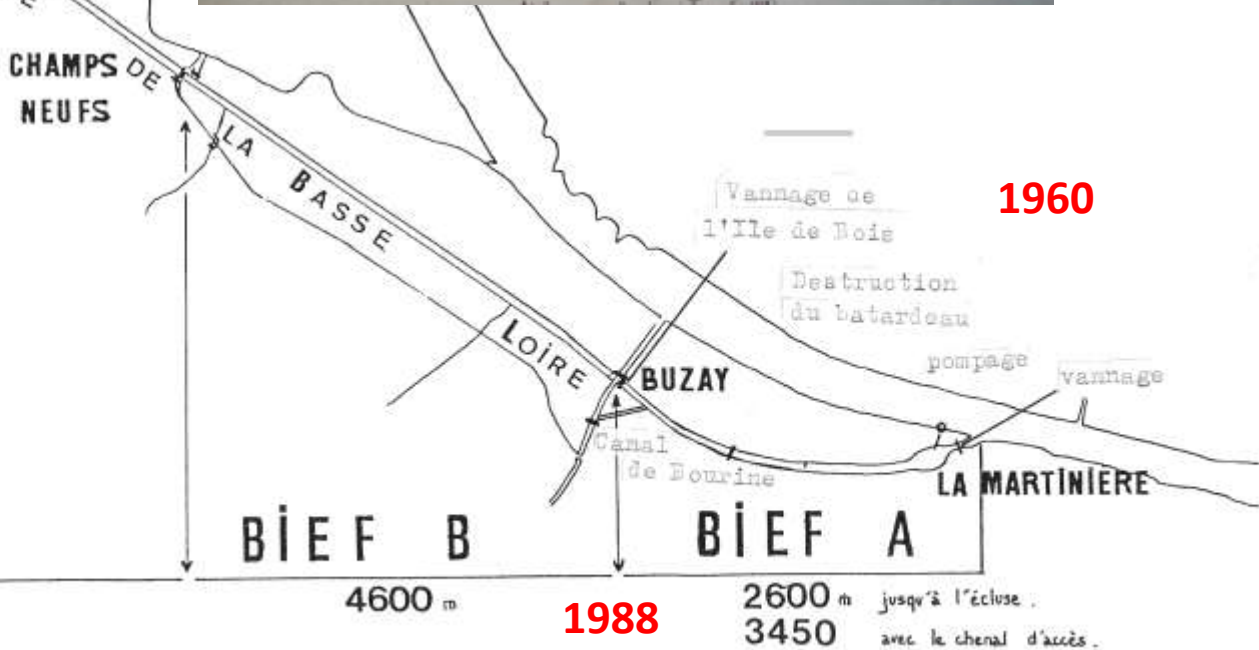 CHAMPS
NEUFS
DE
LA BASSE
LOIRE
Vannage de
l'Ile de Bois
1960
Destruction
du batardeau
pompage
vannage
BUZAY
Canal
de Bourine
LA MARTINIERE
BIEF B
BIEF A
4600 m
1988
2600 m jusqu'à l'écluse.
3450 avec le chenal d'accès.